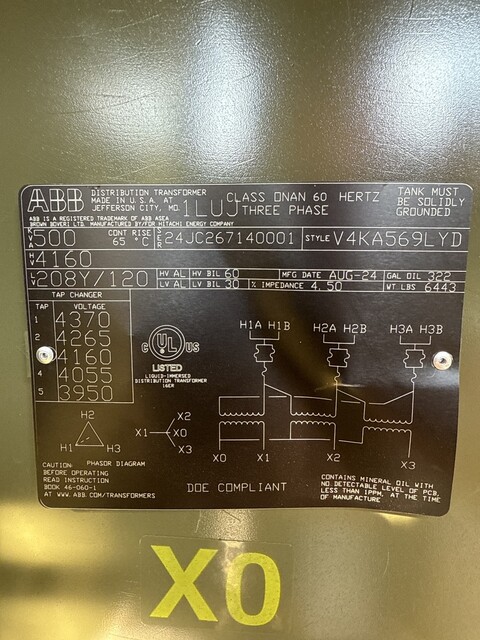 ABB DISTRIBUTION TRANSFORMER CLASS ONAN 60 HERTZ TANK MUST
MADE IN U.S.A. AT 1LUJ THREE PHASE BE SOLIDLY
JEFFERSON CITY, MO. GROUNDED
ABB IS A REGISTERED TRADEMARK OF ABB ASEA
BROWN BOVERI LTD. MANUFACTURED BY/FOR HITACHI ENERGY COMPANY
KVA 500 CONT RISE 65 °C SER 24JC267140001 STYLE V4KA569LYD
HV 4160
LV 208Y/120 HV AL HV BIL 60 MFG DATE AUG-24 GAL OIL 322
LV AL LV BIL 30 % IMPEDANCE 4.50 WT LBS 6443
TAP CHANGER
TAP VOLTAGE
1 4370
2 4265
3 4160
4 4055
5 3950
C UL US
LISTED
LIQUID-IMMERSED
DISTRIBUTION TRANSFORMER
16ER
H1A H1B H2A H2B H3A H3B
H2
H1 H3
X2
X1 X0
X3
X0 X1 X2 X3
CAUTION: PHASOR DIAGRAM
BEFORE OPERATING
READ INSTRUCTION
BOOK 46-060-1
AT WWW.ABB.COM/TRANSFORMERS
DOE COMPLIANT
CONTAINS MINERAL OIL WITH
NO DETECTABLE LEVEL OF PCB,
LESS THAN 1PPM, AT THE TIME
OF MANUFACTURE
X0